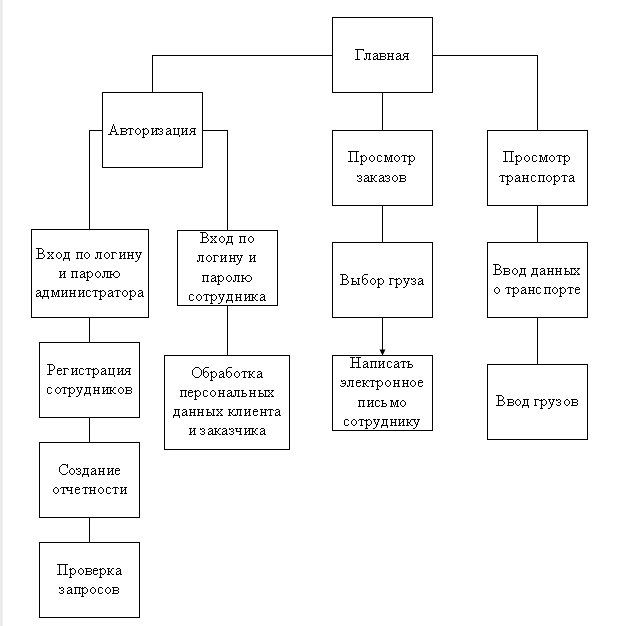 Главная
Авторизация
Просмотр
заказов
Просмотр
транспорта
Вход по логину
и паролю
администратора
Вход по
логину и
паролю
сотрудника
Выбор груза
Ввод данных
о транспорте
Регистрация
сотрудников
Обработка
персональных
данных клиента
и заказчика
Написать
электронное
письмо
сотруднику
Ввод грузов
Создание
отчетности
Проверка
запросов